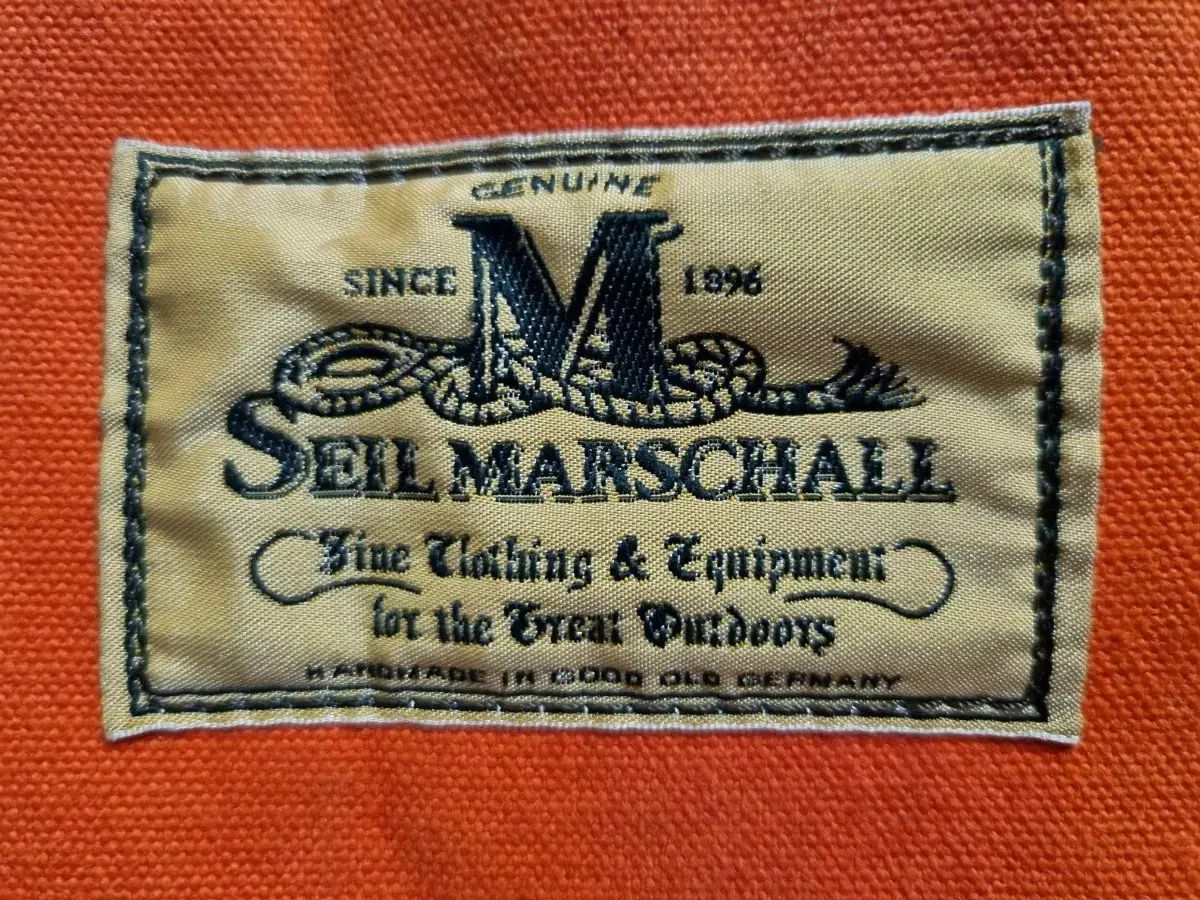 GENUINE
M
SINCE 1896
SEIL MARSCHALL
Fine Clothing & Equipment
for the Great Outdoors
HANDMADE IN GOOD OLD GERMANY